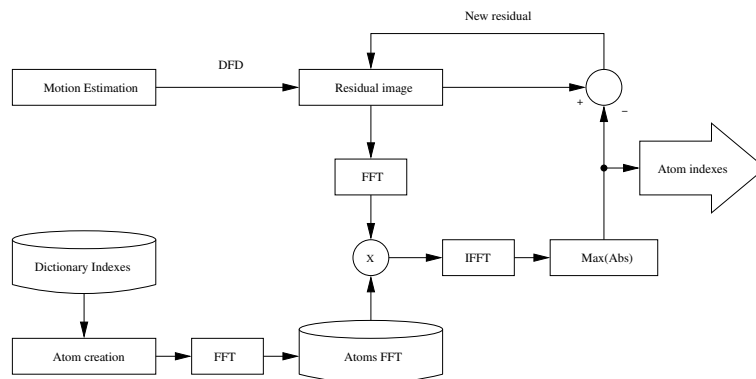 New residual
DFD
Motion Estimation
Residual image
+
−
Atom indexes
FFT
Dictionary Indexes
X
IFFT
Max(Abs)
Atom creation
FFT
Atoms FFT